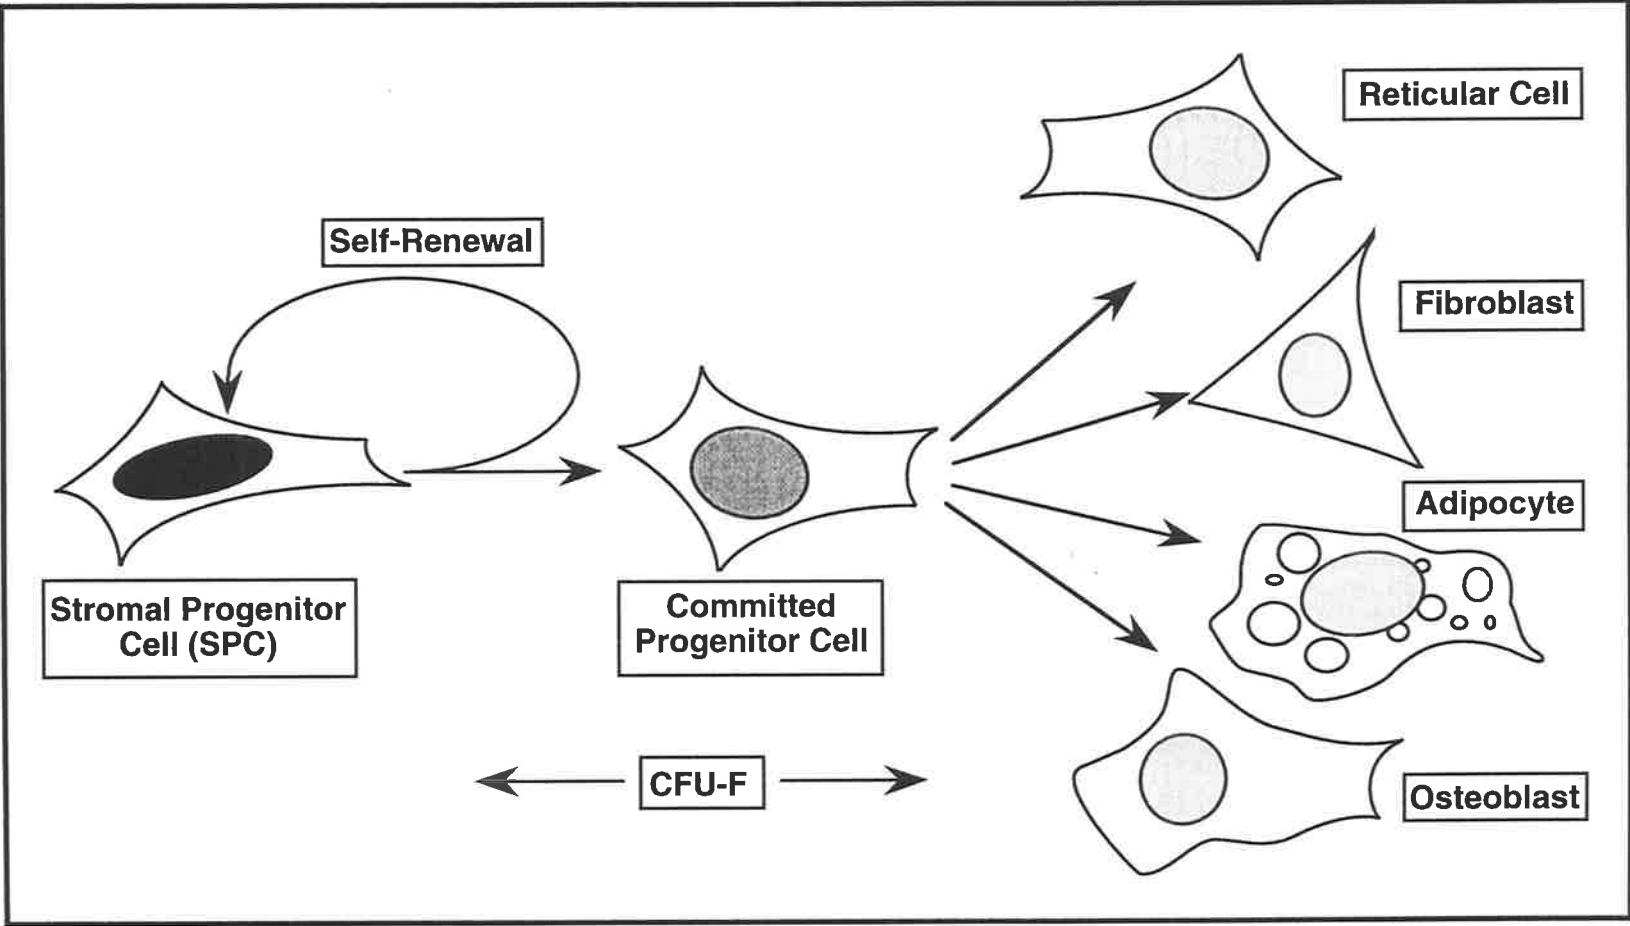 Reticular Cell
Self-Renewal
Fibroblast
Adipocyte
Stromal Progenitor
Cell (SPC)
Committed
Progenitor Cell
CFU-F
Osteoblast